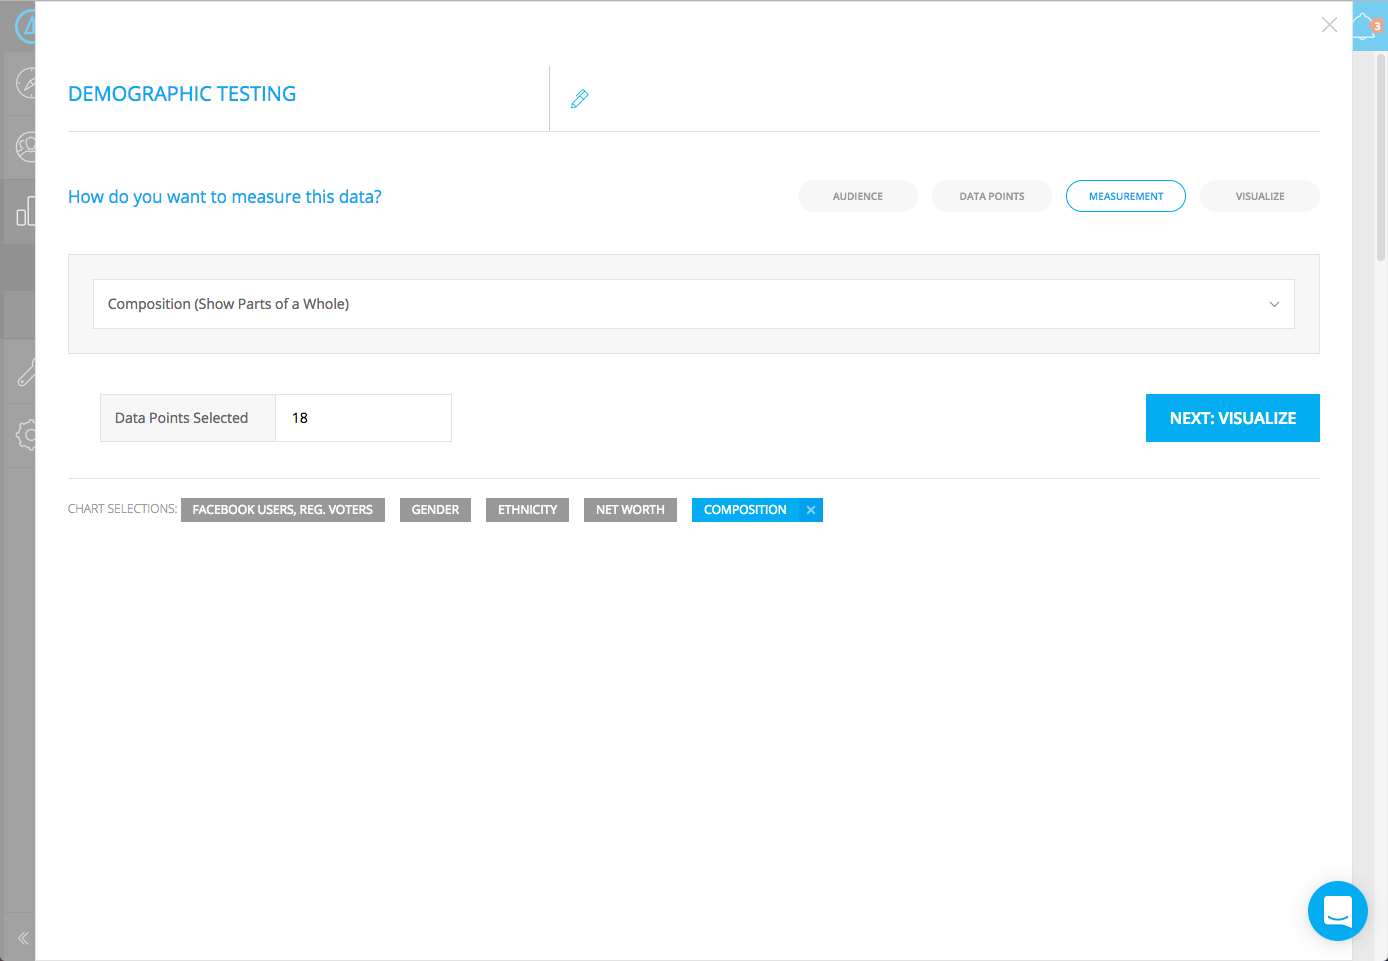 3
DEMOGRAPHIC TESTING
How do you want to measure this data?
AUDIENCE
DATA POINTS
MEASUREMENT
VISUALIZE
Composition (Show Parts of a Whole)
Data Points Selected
18
NEXT: VISUALIZE
CHART SELECTIONS: FACEBOOK USERS, REG. VOTERS GENDER ETHNICITY NET WORTH COMPOSITION